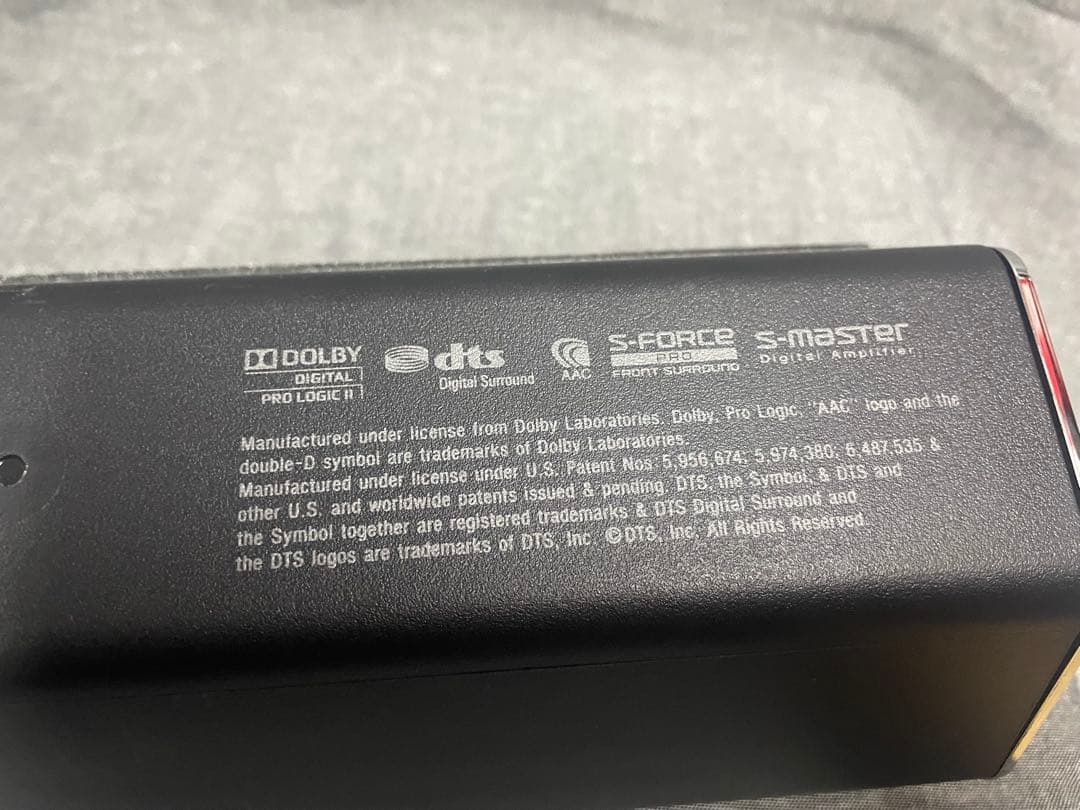 DOLBY
DIGITAL
PRO LOGIC II
dts
Digital Surround
AAC
S-FORCE
PRO
FRONT SURROUND
S-master
Digital Amplifier
Manufactured under license from Dolby Laboratories. Dolby, Pro Logic, "AAC" logo and the
double-D symbol are trademarks of Dolby Laboratories.
Manufactured under license under U.S. Patent Nos: 5,956,674; 5,974,380; 6,487,535 &
other U.S. and worldwide patents issued & pending. DTS, the Symbol, & DTS and
the Symbol together are registered trademarks & DTS Digital Surround and
the DTS logos are trademarks of DTS, Inc. ©DTS, Inc. All Rights Reserved.